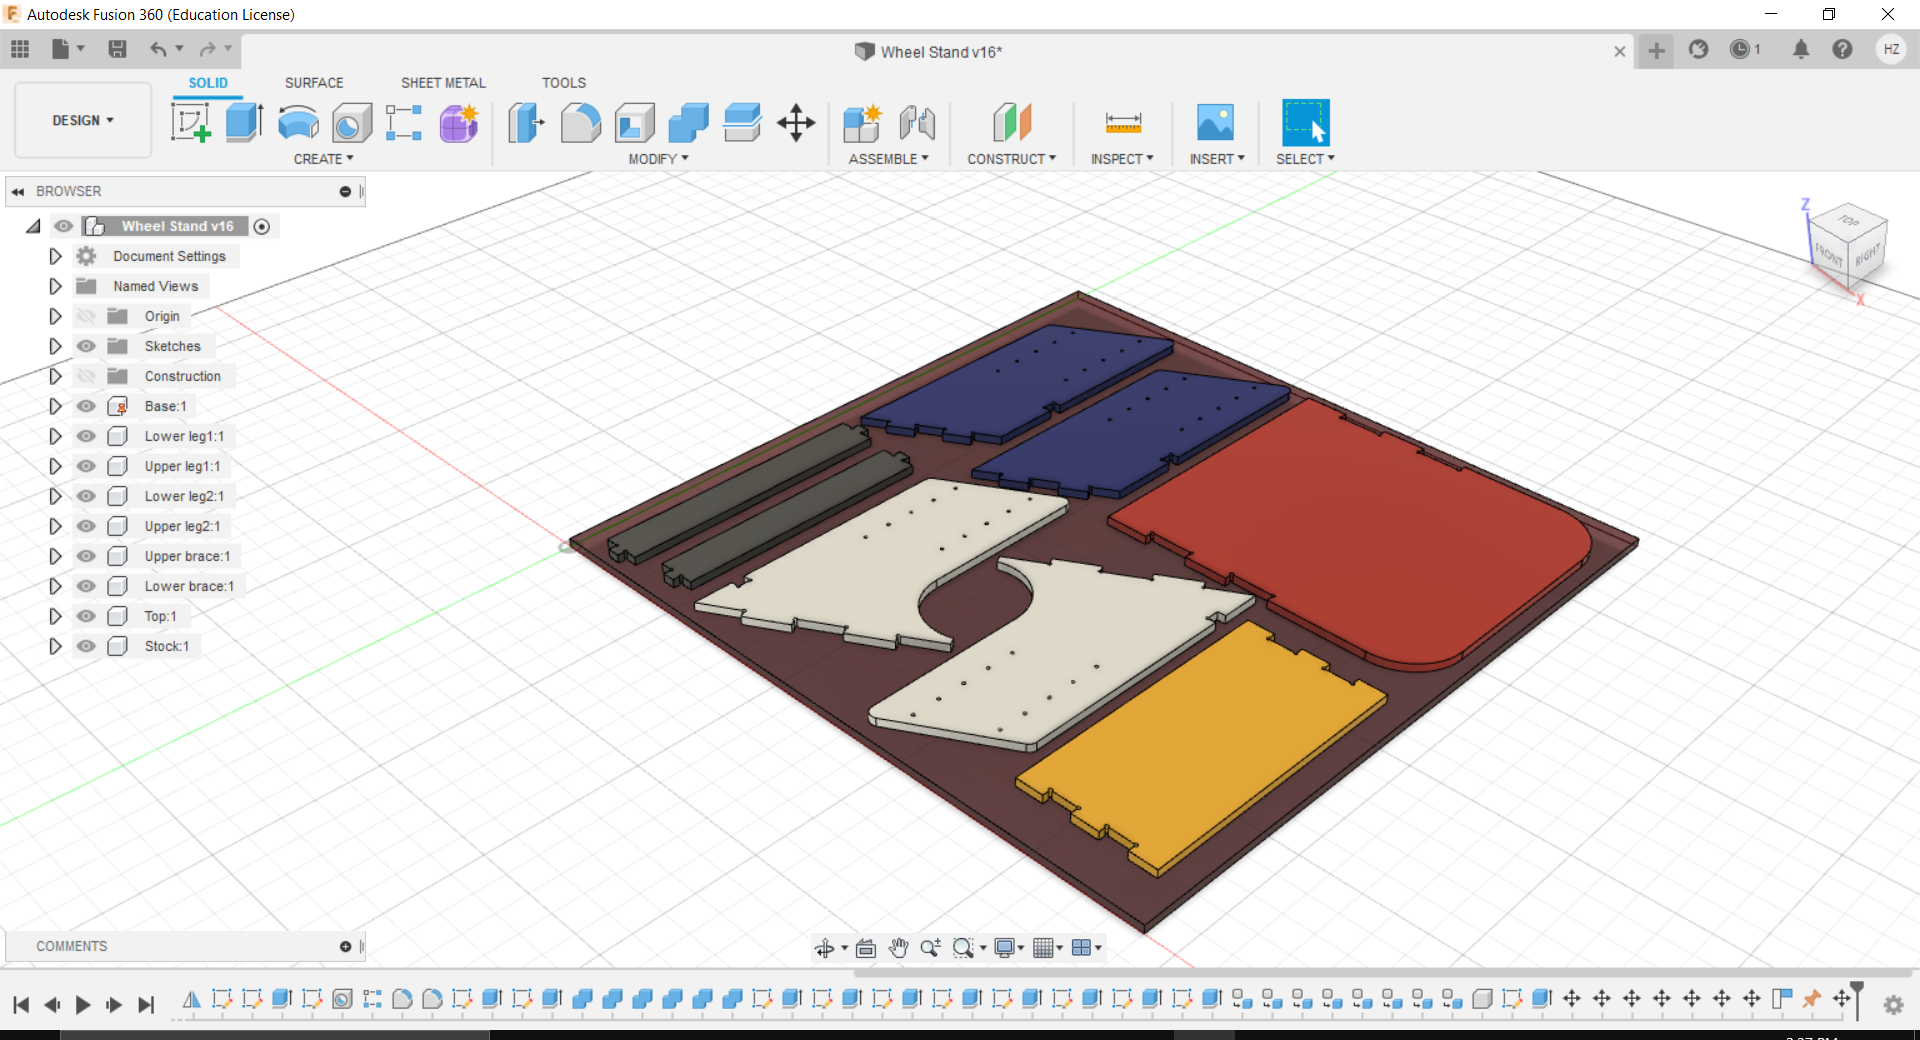 Autodesk Fusion 360 (Education License)
Wheel Stand v16*
1
HZ
DESIGN
SOLID
SURFACE
SHEET METAL
TOOLS
CREATE
MODIFY
ASSEMBLE
CONSTRUCT
INSPECT
INSERT
SELECT
BROWSER
Wheel Stand v16
Document Settings
Named Views
Origin
Sketches
Construction
Base:1
Lower leg1:1
Upper leg1:1
Lower leg2:1
Upper leg2:1
Upper brace:1
Lower brace:1
Top:1
Stock:1
Z
TOP
FRONT
RIGHT
X
COMMENTS